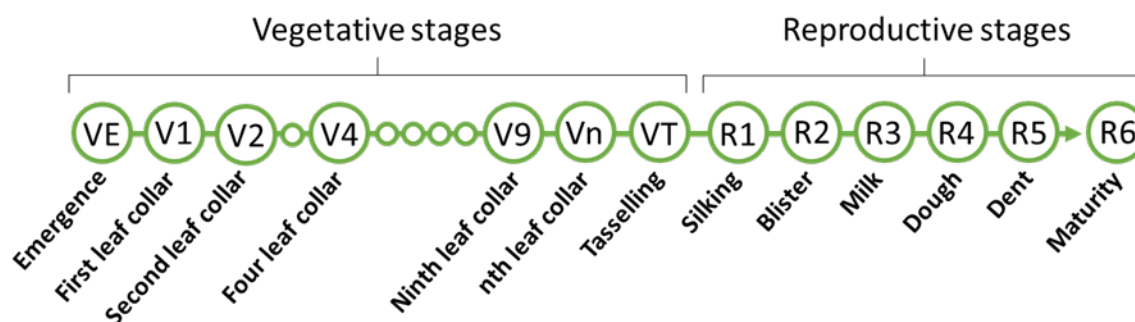 Vegetative stages
Reproductive stages
VE
V1
V2
V4
V9
Vn
VT
R1
R2
R3
R4
R5
R6
Emergence
First leaf collar
Second leaf collar
Four leaf collar
Ninth leaf collar
nth leaf collar
Tasselling
Silking
Blister
Milk
Dough
Dent
Maturity